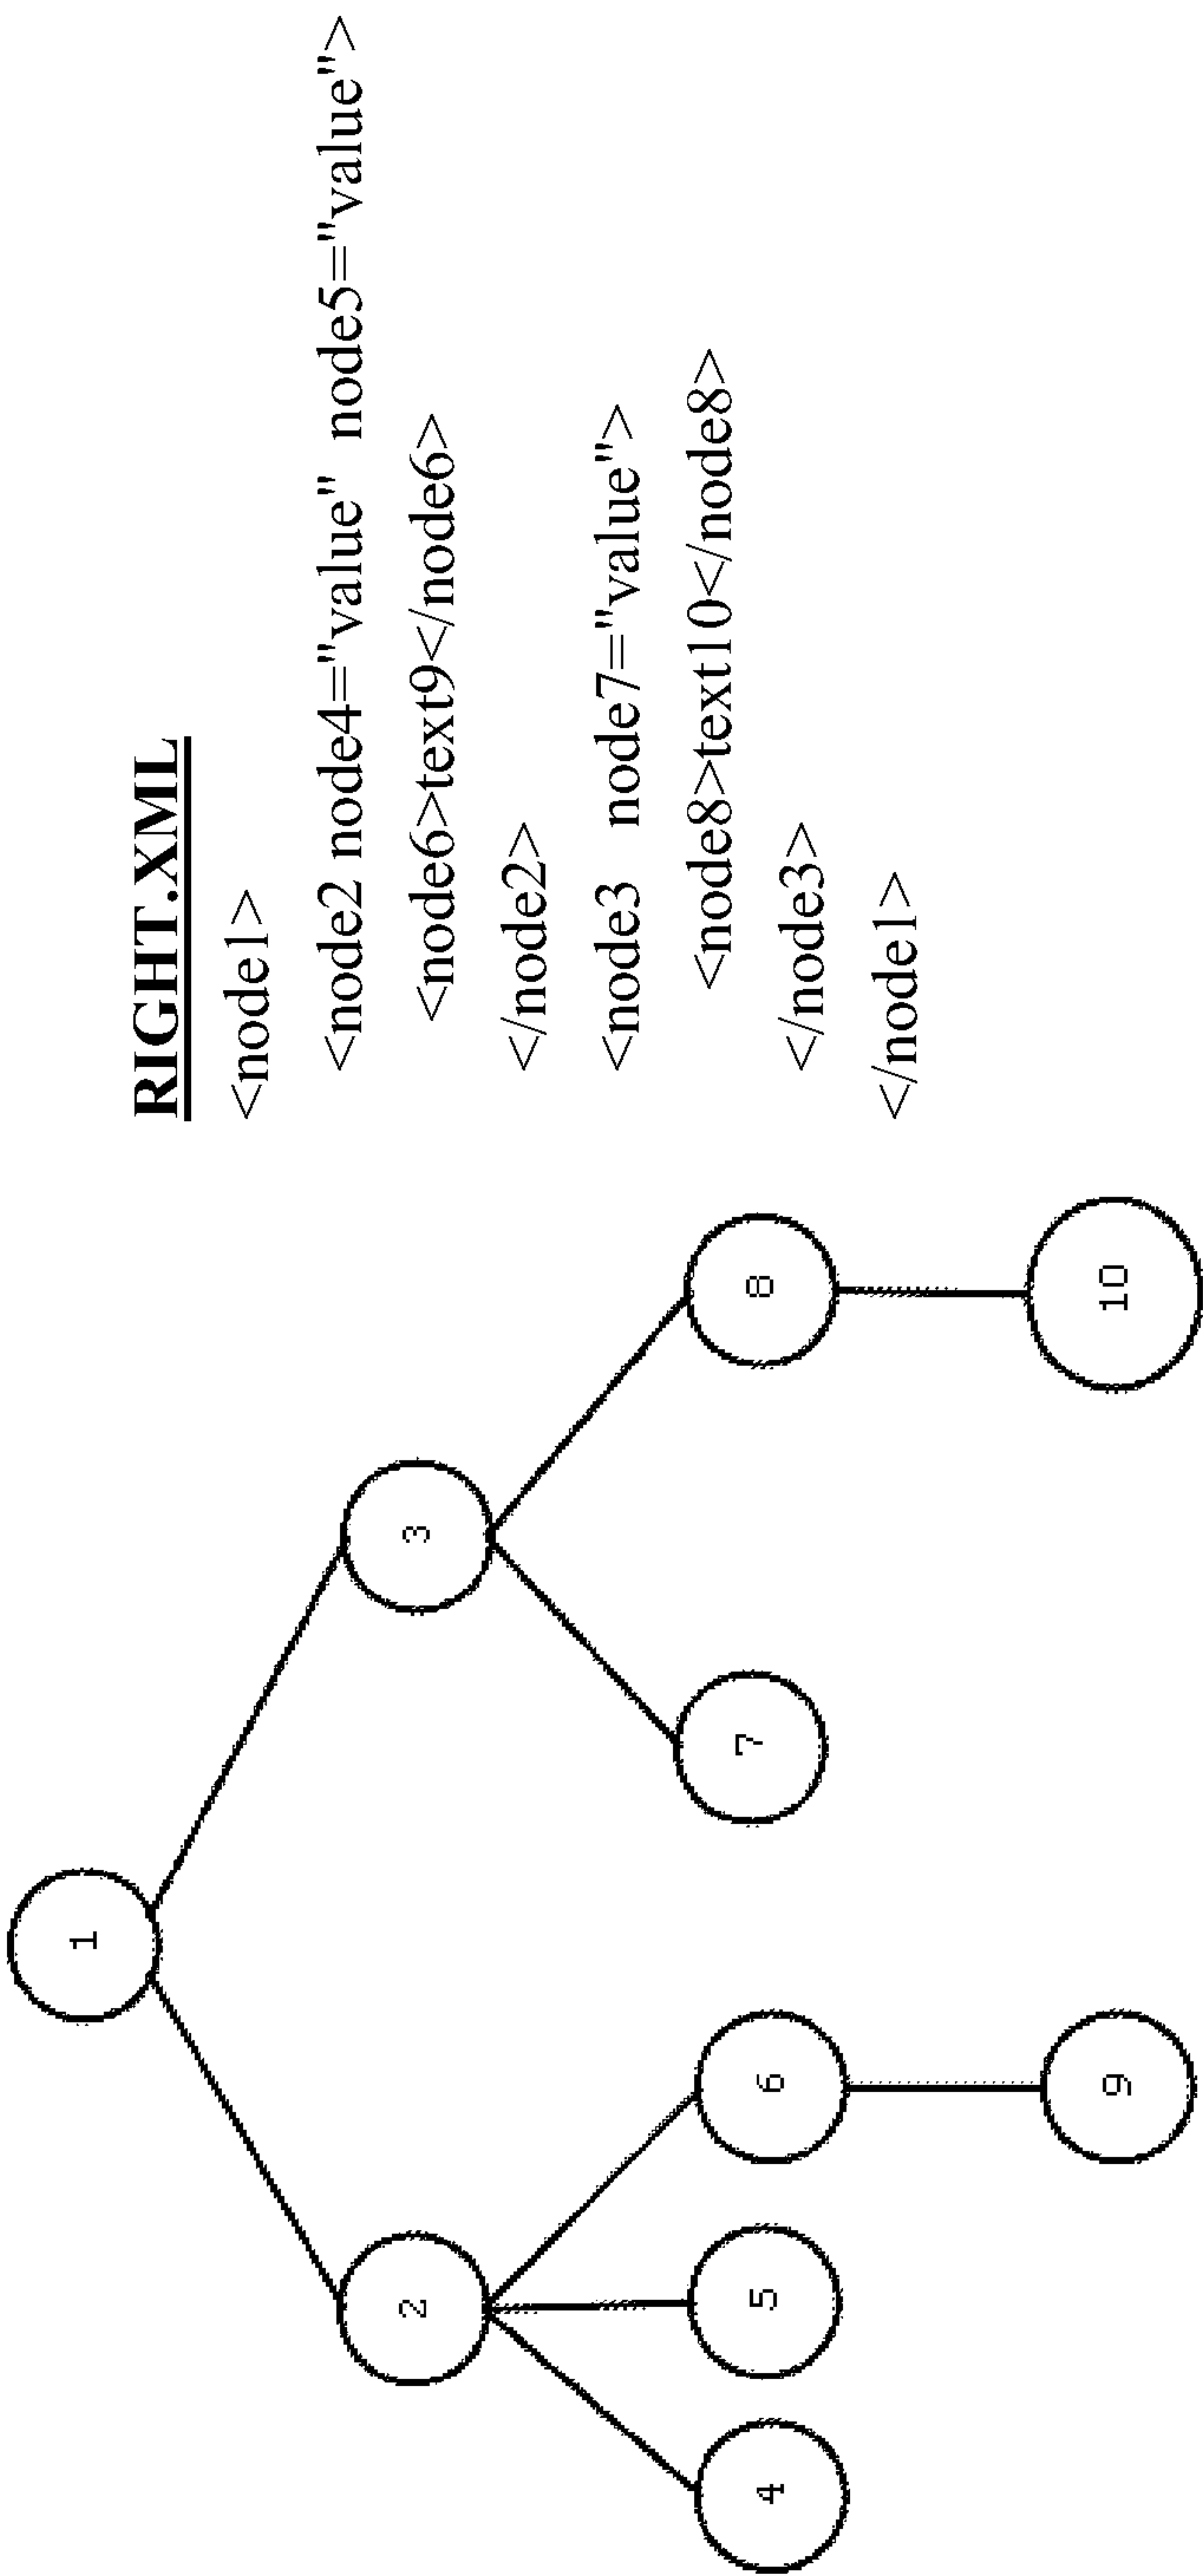 RIGHT.XML
<node1>
<node2 node4="value" node5="value">
<node6>text9</node6>
</node2>
<node3 node7="value">
<node8>text10</node8>
</node3>
</node1>
1
2
3
4
5
6
7
8
9
10